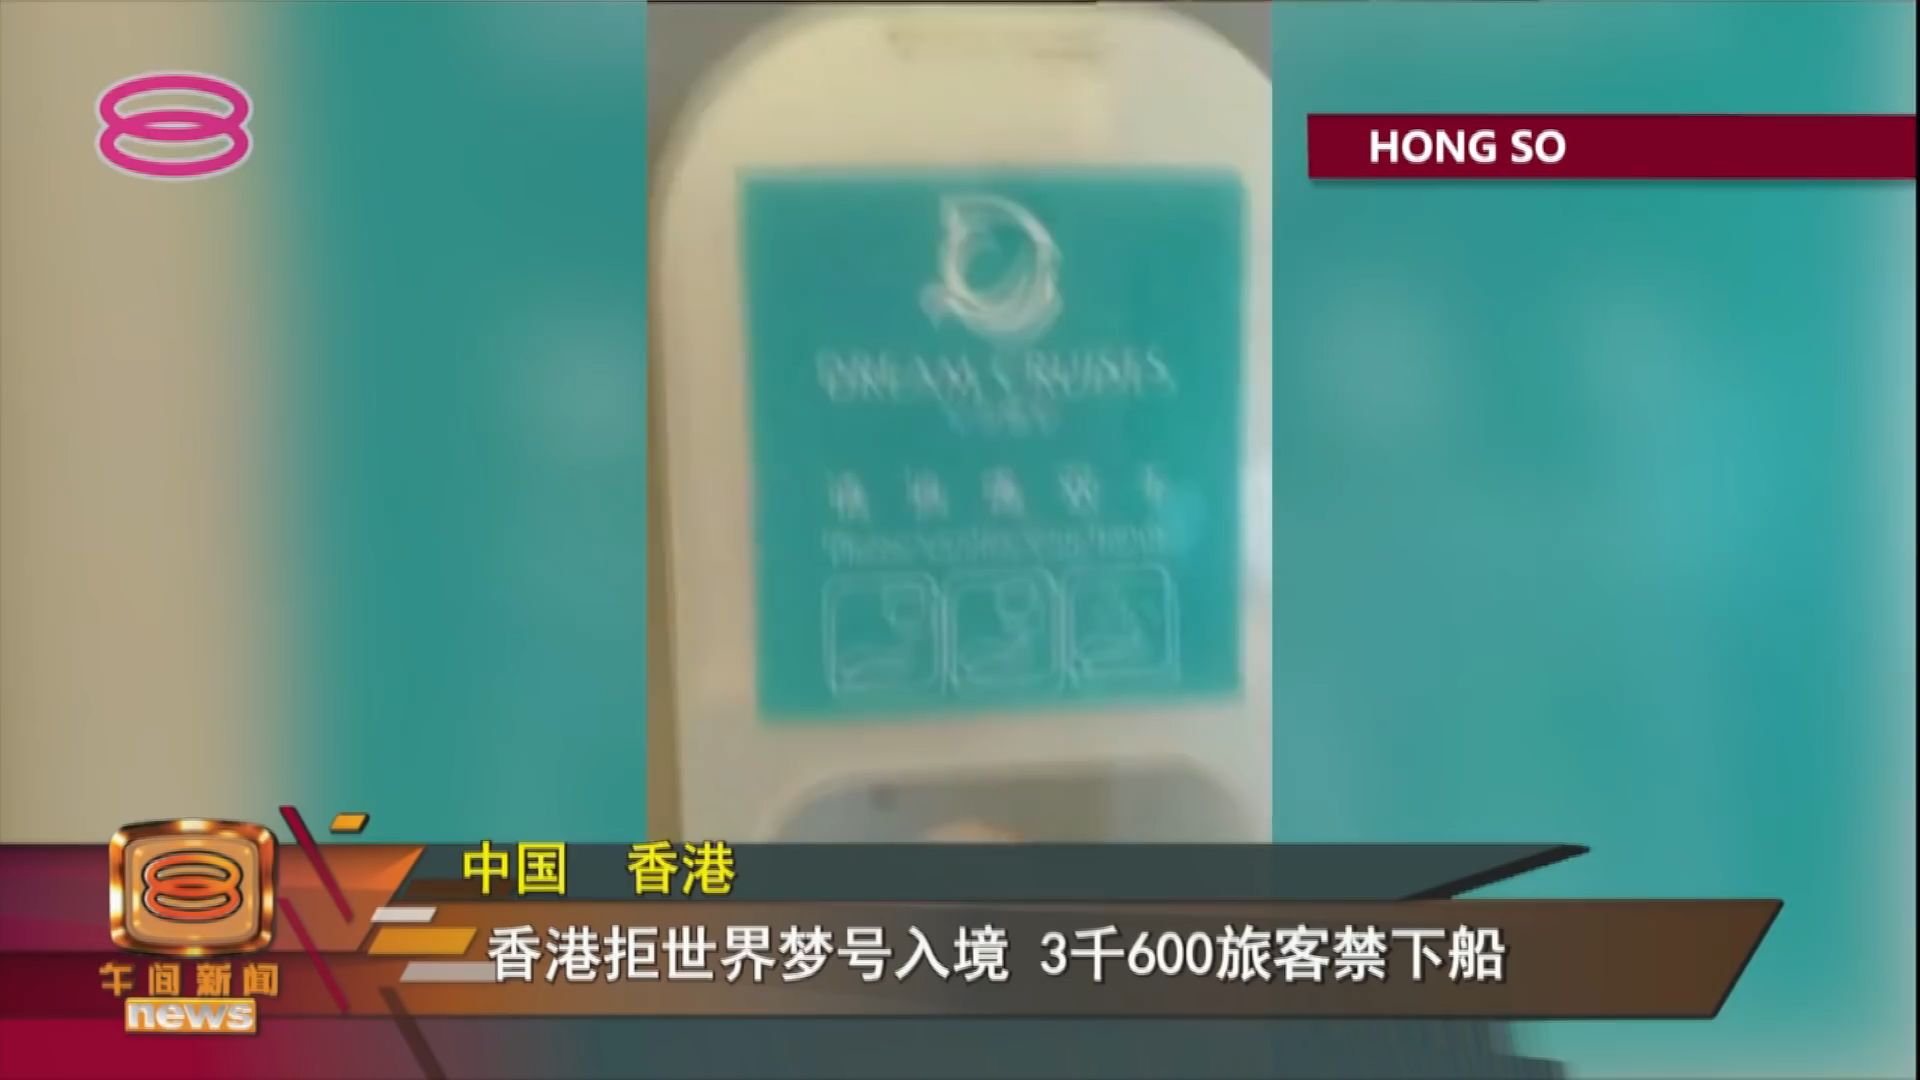 HONG SO
DREAM CRUISES
中国 香港
香港拒世界梦号入境 3千600旅客禁下船
午间新闻
news